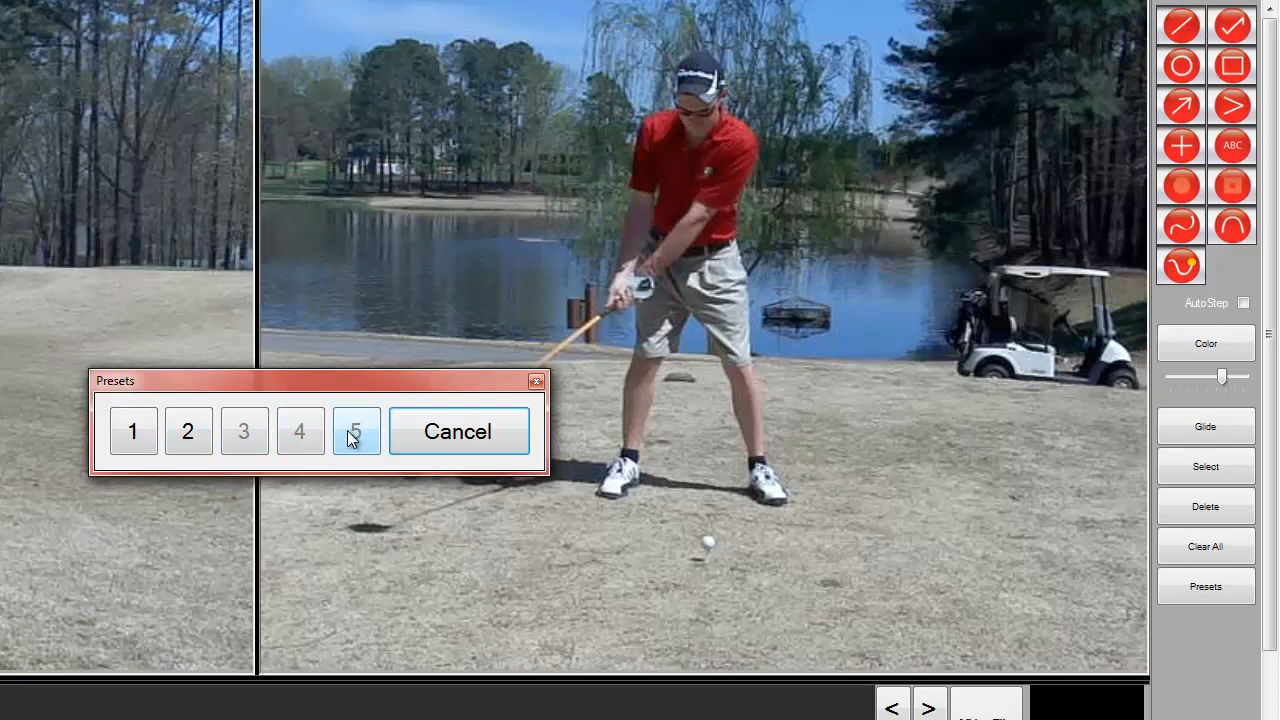 ABC
AutoStep
Color
Presets
1 2 3 4 5 Cancel
Glide
Select
Delete
Clear All
Presets
< >